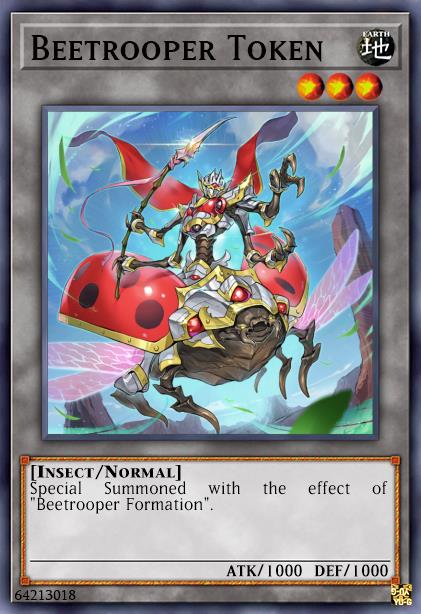 Beetrooper Token
EARTH
地
[Insect/Normal]
Special Summoned with the effect of
"Beetrooper Formation".
ATK/1000 DEF/1000
64213018